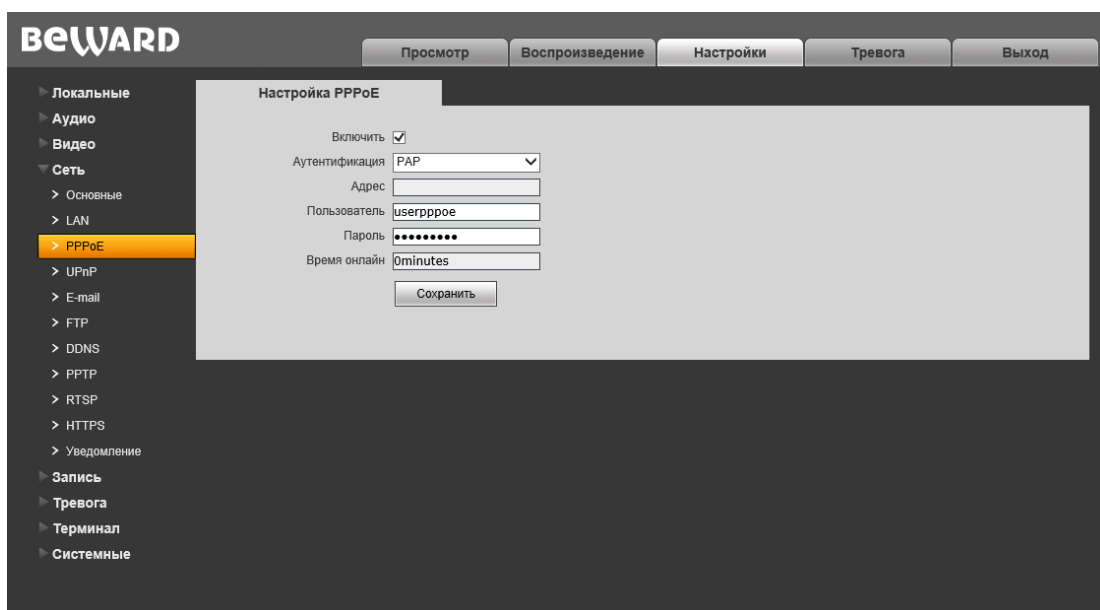 BEWARD
Просмотр Воспроизведение Настройки Тревога Выход
Локальные
Аудио
Видео
Сеть
Основные
LAN
PPPoE
UPnP
E-mail
FTP
DDNS
PPTP
RTSP
HTTPS
Уведомление
Запись
Тревога
Терминал
Системные
Настройка PPPoE
Включить
Аутентификация PAP
Адрес
Пользователь userpppoe
Пароль •••••••••
Время онлайн 0minutes
Сохранить